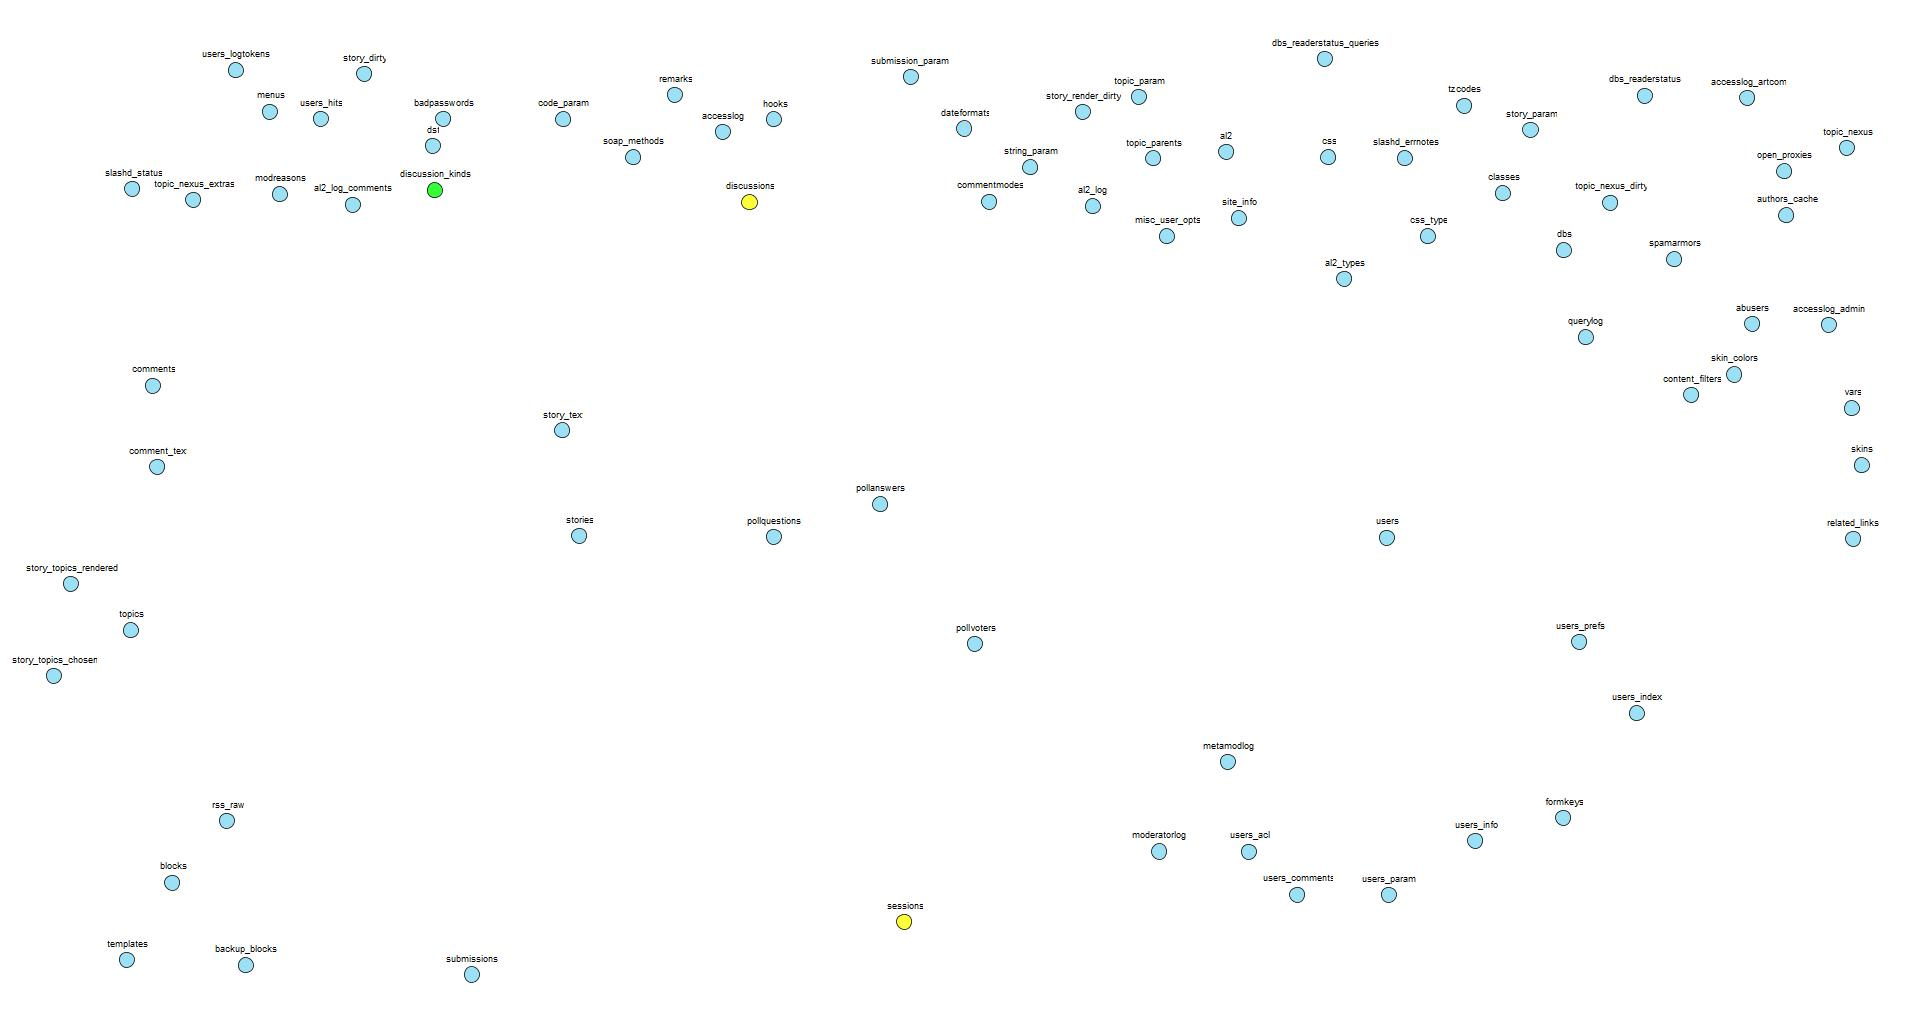 dbs_readerstatus_queries
users_logtokens
story_dirty
submission_param
remarks
topic_param
dbs_readerstatus
accesslog_artcom
tzcodes
menus
users_hits
badpasswords
code_param
hooks
story_render_dirty
accesslog
dateformats
story_param
dst
soap_methods
string_param
topic_parents
al2
css
slashd_errnotes
topic_nexus
open_proxies
slashd_status
topic_nexus_extras
modreasons
al2_log_comments
discussion_kinds
discussions
commentmodes
al2_log
classes
topic_nexus_dirty
authors_cache
site_info
misc_user_opts
css_type
dbs
spamarmors
al2_types
abusers
accesslog_admin
querylog
skin_colors
comments
content_filters
vars
story_tex
comment_tex
skins
pollanswers
stories
pollquestions
users
related_links
story_topics_rendered
topics
pollvoters
users_prefs
story_topics_chosen
users_index
metamodlog
rss_raw
formkeys
users_info
moderatorlog
users_acl
blocks
users_comments
users_param
sessions
templates
backup_blocks
submissions